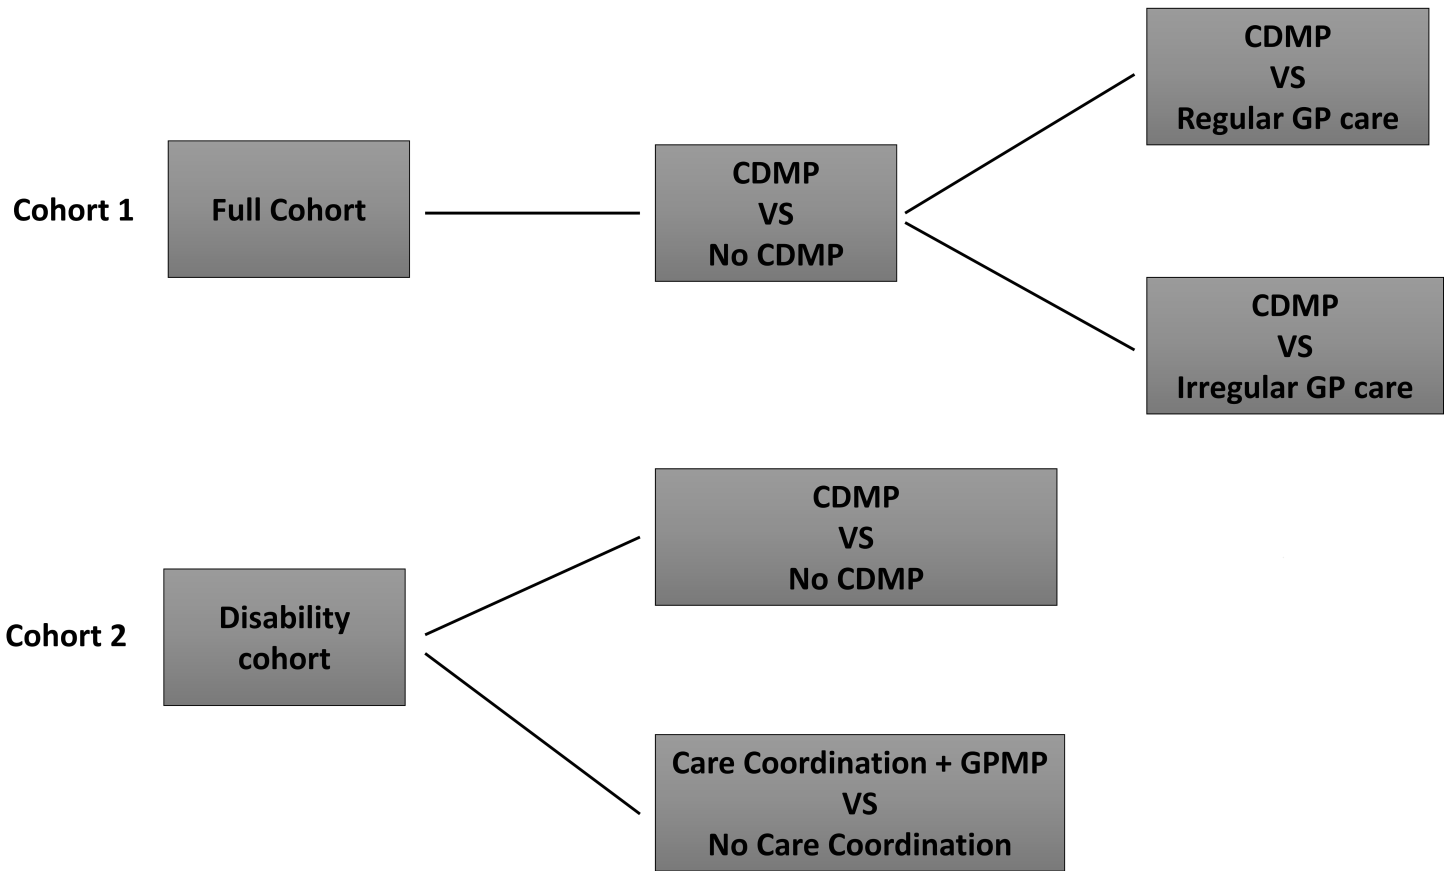 Cohort 1
Full Cohort
CDMP
VS
No CDMP
CDMP
VS
Regular GP care
CDMP
VS
Irregular GP care
Cohort 2
Disability
cohort
CDMP
VS
No CDMP
Care Coordination + GPMP
VS
No Care Coordination